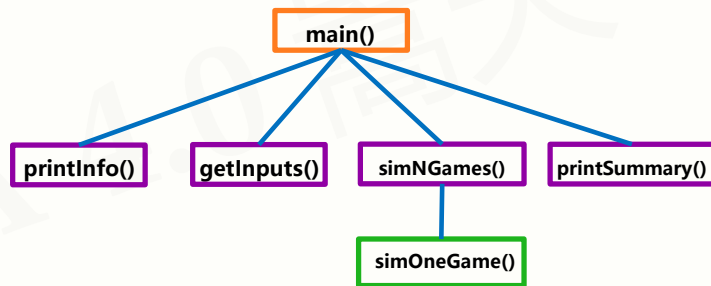 main()
printInfo()
getInputs()
simNGames()
printSummary()
simOneGame()